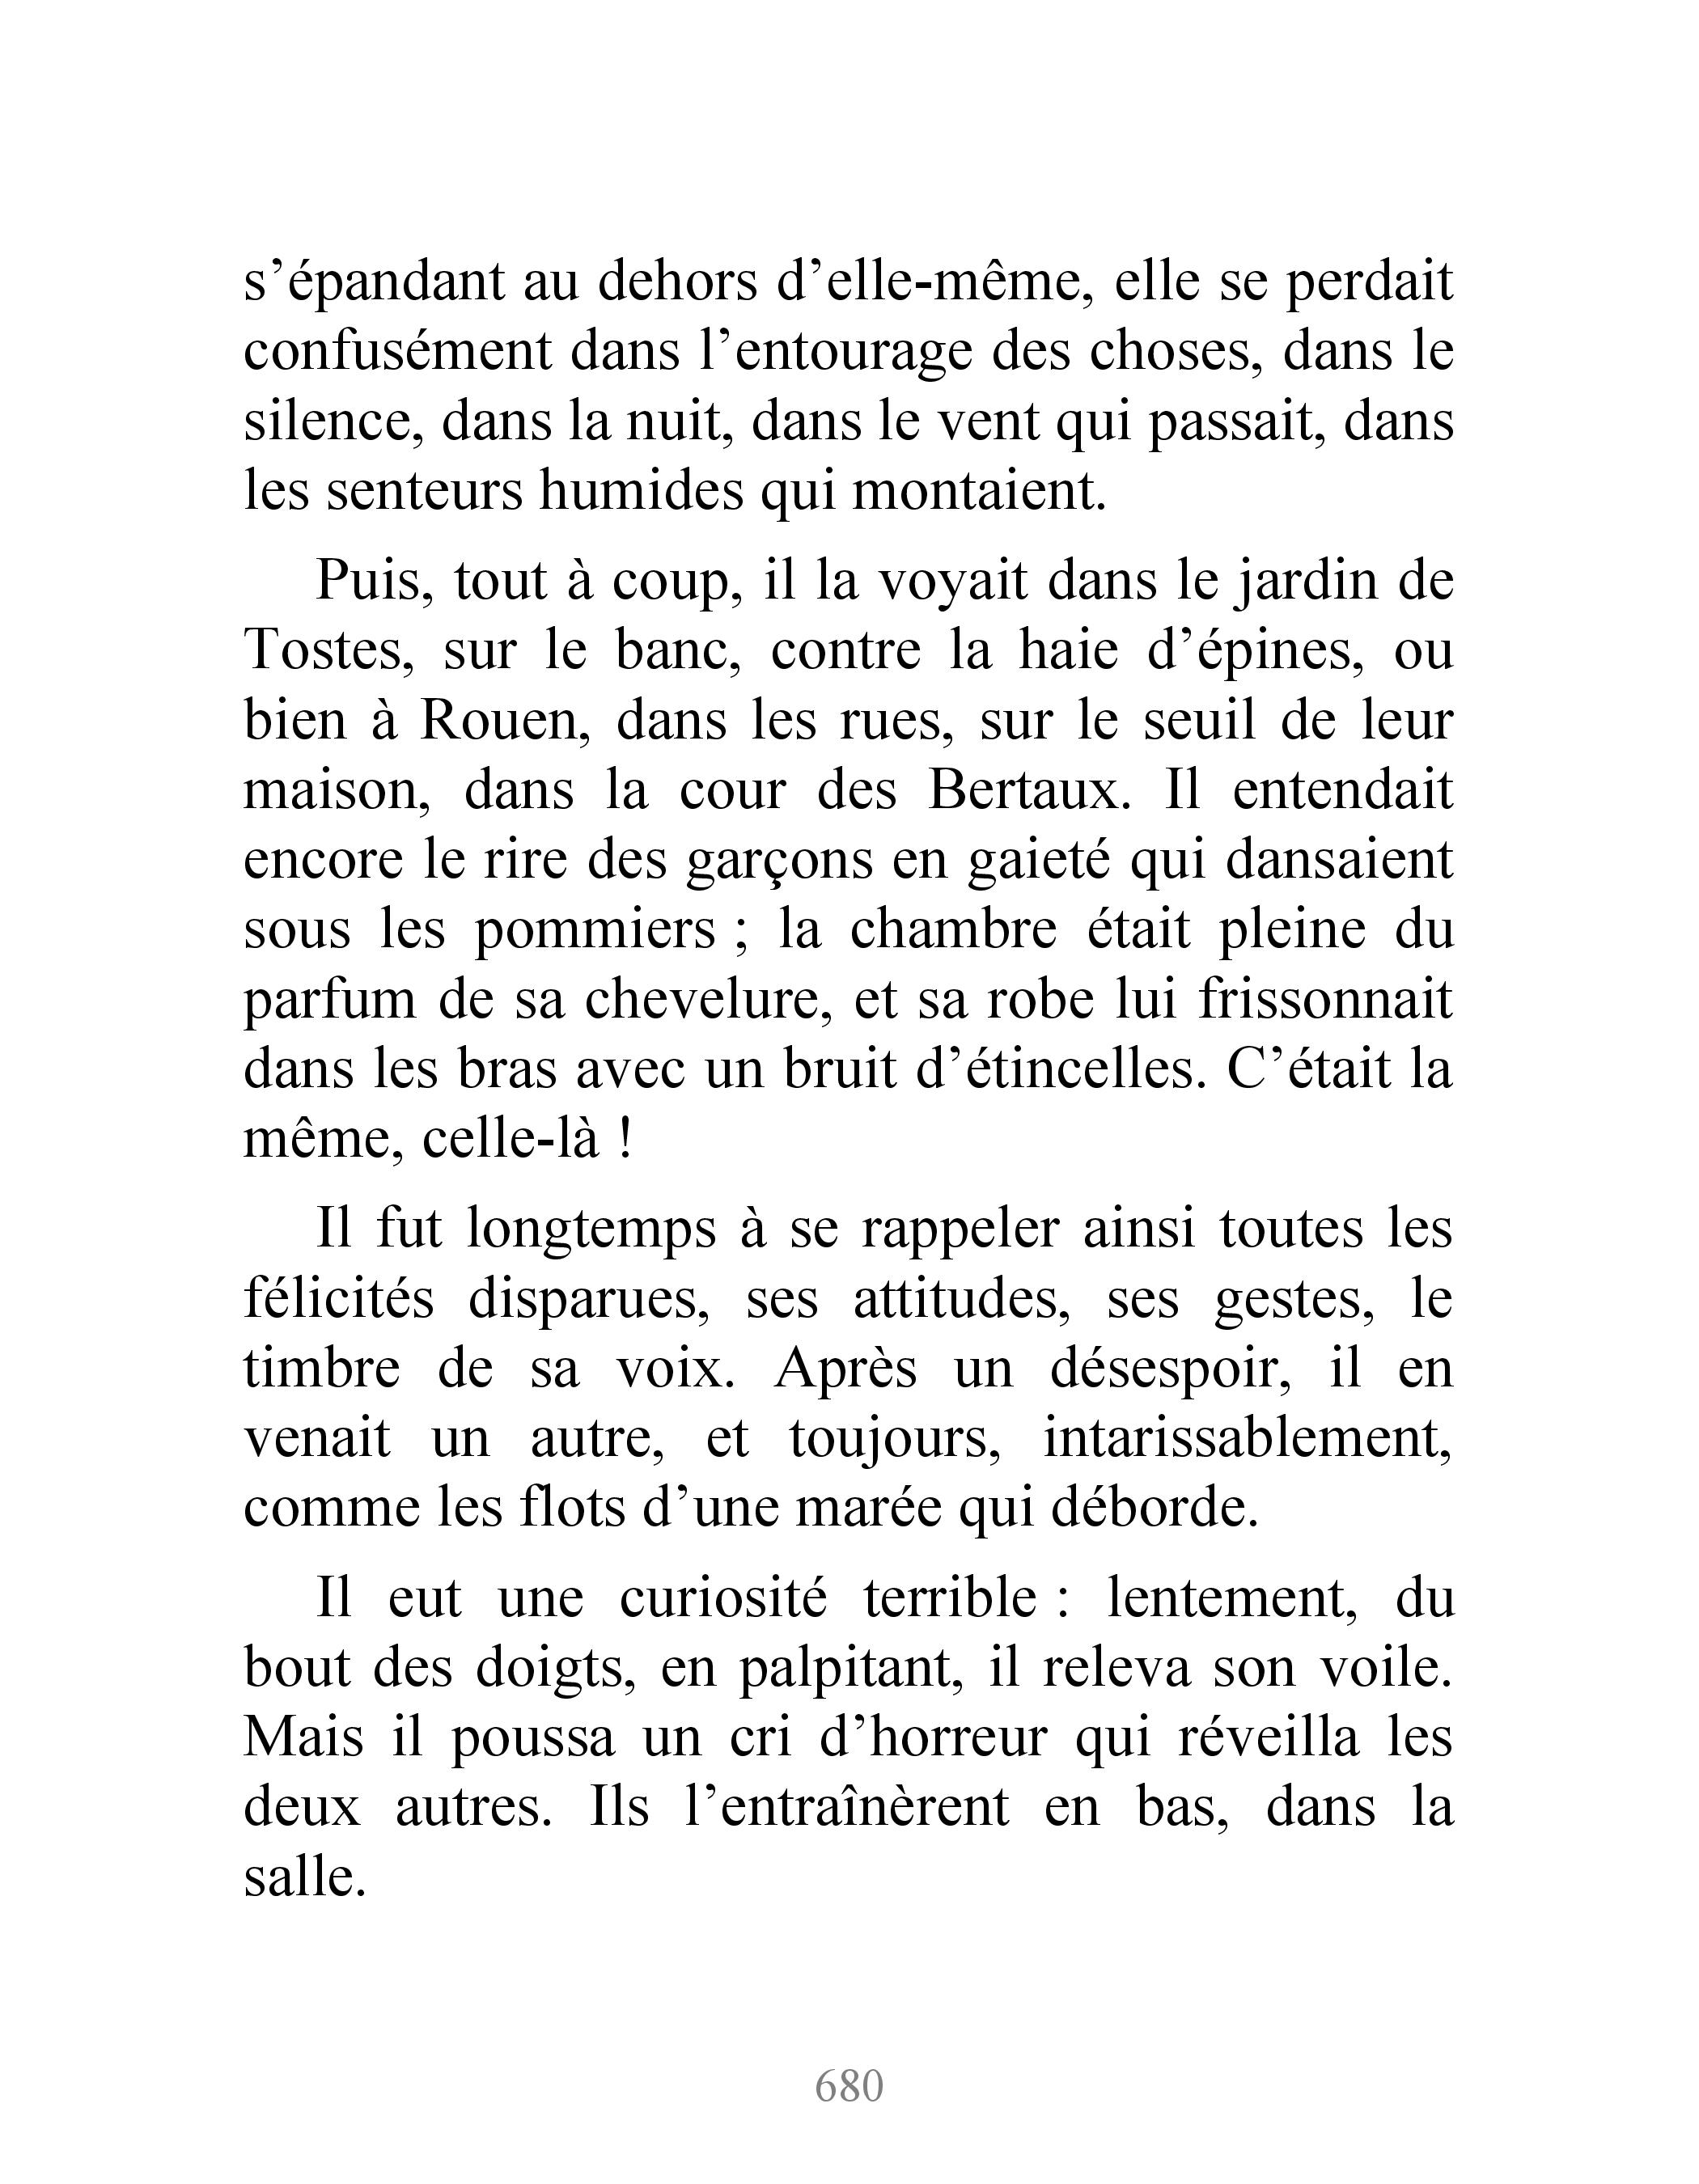 s’épandant au dehors d’elle-même, elle se perdait
confusément dans l’entourage des choses, dans le
silence, dans la nuit, dans le vent qui passait, dans
les senteurs humides qui montaient.
Puis, tout à coup, il la voyait dans le jardin de
Tostes, sur le banc, contre la haie d’épines, ou
bien à Rouen, dans les rues, sur le seuil de leur
maison, dans la cour des Bertaux. Il entendait
encore le rire des garçons en gaieté qui dansaient
sous les pommiers ; la chambre était pleine du
parfum de sa chevelure, et sa robe lui frissonnait
dans les bras avec un bruit d’étincelles. C’était la
même, celle-là !
Il fut longtemps à se rappeler ainsi toutes les
félicités disparues, ses attitudes, ses gestes, le
timbre de sa voix. Après un désespoir, il en
venait un autre, et toujours, intarissablement,
comme les flots d’une marée qui déborde.
Il eut une curiosité terrible : lentement, du
bout des doigts, en palpitant, il releva son voile.
Mais il poussa un cri d’horreur qui réveilla les
deux autres. Ils l’entraînèrent en bas, dans la
salle.
680